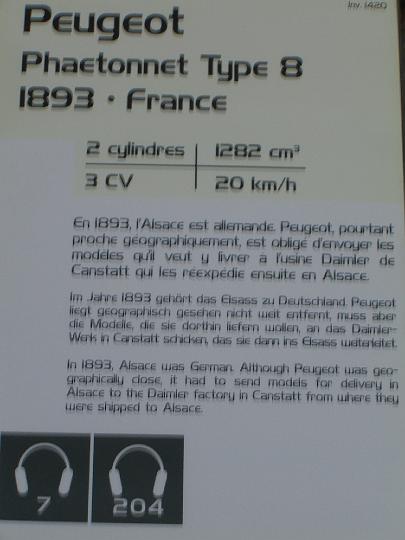 Inv. 1420
Peugeot
Phaetonnet Type 8
1893 · France
2 cylindres 1282 cm³
3 CV 20 km/h
En 1893, l'Alsace est allemande. Peugeot, pourtant
proche géographiquement, est obligé d'envoyer les
modèles qu'il veut y livrer à l'usine Daimler de
Canstatt qui les réexpédie ensuite en Alsace.
Im Jahre 1893 gehört das Elsass zu Deutschland. Peugeot
liegt geographisch gesehen nicht weit entfernt, muss aber
die Modelle, die sie dorthin liefern wollen, an das Daimler-
Werk in Canstatt schicken, das sie dann ins Elsass weiterleitet.
In 1893, Alsace was German. Although Peugeot was geo-
graphically close, it had to send models for delivery in
Alsace to the Daimler factory in Canstatt from where they
were shipped to Alsace.
7 204